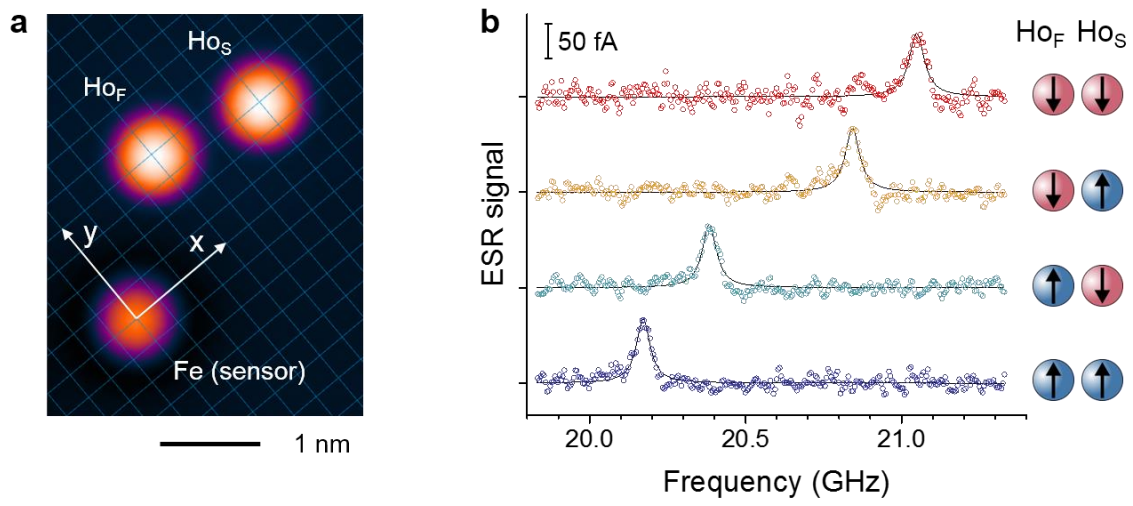 a
Ho_S
Ho_F
y
x
Fe (sensor)
1 nm
b
50 fA
Ho_F Ho_S
ESR signal
20.0 20.5 21.0
Frequency (GHz)